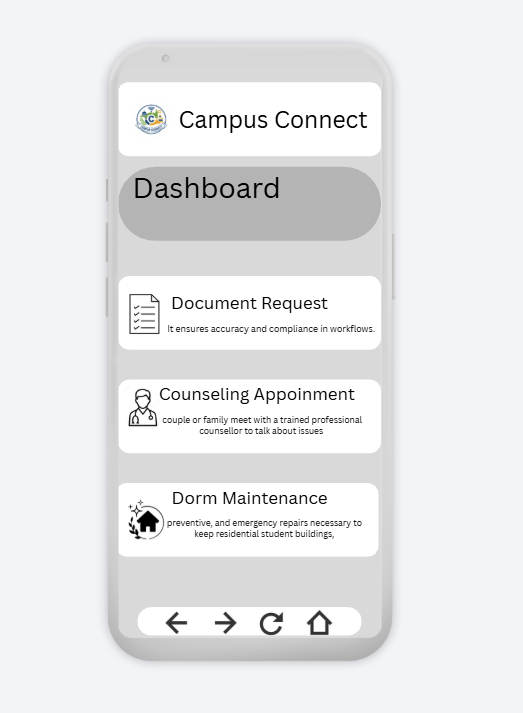 Campus Connect
Dashboard
Document Request
It ensures accuracy and compliance in workflows.
Counseling Appoinment
couple or family meet with a trained professional
counsellor to talk about issues
Dorm Maintenance
preventive, and emergency repairs necessary to
keep residential student buildings,